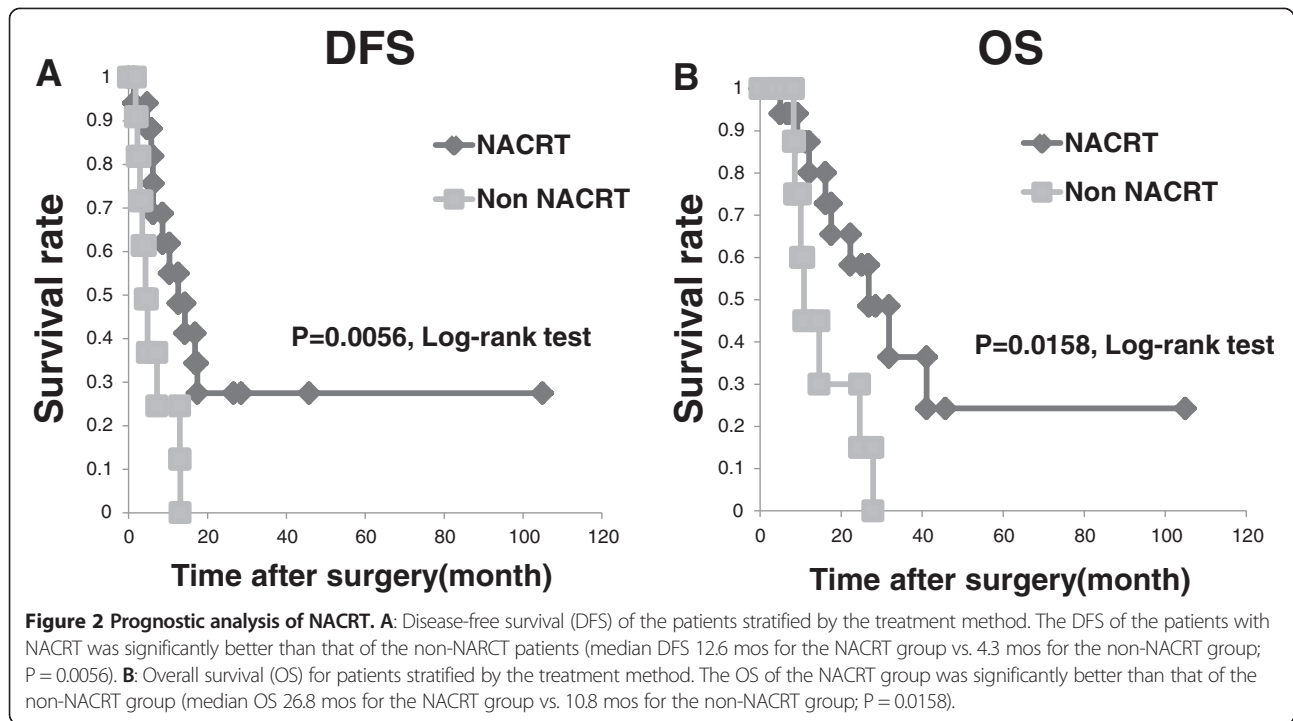 DFS
A
1
0.9
0.8
0.7
0.6
0.5
0.4
0.3
0.2
0.1
0
Survival rate
NACRT
Non NACRT
P=0.0056, Log-rank test
0 20 40 60 80 100 120
Time after surgery(month)
OS
B
1
0.9
0.8
0.7
0.6
0.5
0.4
0.3
0.2
0.1
0
Survival rate
NACRT
Non NACRT
P=0.0158, Log-rank test
0 20 40 60 80 100 120
Time after surgery(month)
Figure 2 Prognostic analysis of NACRT. A: Disease-free survival (DFS) of the patients stratified by the treatment method. The DFS of the patients with
NACRT was significantly better than that of the non-NARCT patients (median DFS 12.6 mos for the NACRT group vs. 4.3 mos for the non-NACRT group;
P = 0.0056). B: Overall survival (OS) for patients stratified by the treatment method. The OS of the NACRT group was significantly better than that of the
non-NACRT group (median OS 26.8 mos for the NACRT group vs. 10.8 mos for the non-NACRT group; P = 0.0158).